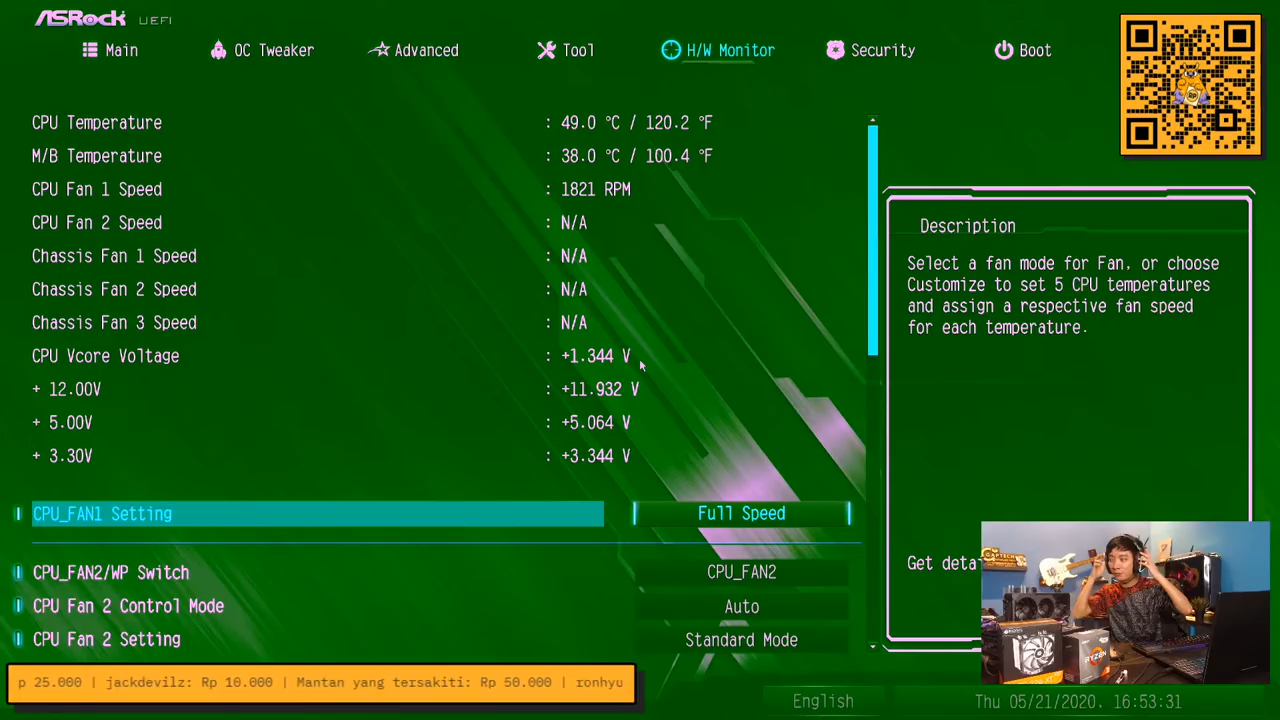 ASRock UEFI
Main OC Tweaker Advanced Tool H/W Monitor Security Boot
CPU Temperature : 49.0 °C / 120.2 °F
M/B Temperature : 38.0 °C / 100.4 °F
CPU Fan 1 Speed : 1821 RPM
CPU Fan 2 Speed : N/A
Chassis Fan 1 Speed : N/A
Chassis Fan 2 Speed : N/A
Chassis Fan 3 Speed : N/A
CPU Vcore Voltage : +1.344 V
+ 12.00V : +11.932 V
+ 5.00V : +5.064 V
+ 3.30V : +3.344 V
CPU_FAN1 Setting Full Speed
CPU_FAN2/WP Switch CPU_FAN2
CPU Fan 2 Control Mode Auto
CPU Fan 2 Setting Standard Mode
Description
Select a fan mode for Fan, or choose
Customize to set 5 CPU temperatures
and assign a respective fan speed
for each temperature.
Get detai
RP
CAPTECH
RYZEN
p 25.000 | jackdevilz: Rp 10.000 | Mantan yang tersakiti: Rp 50.000 | ronhyu
English Thu 05/21/2020. 16:53:31